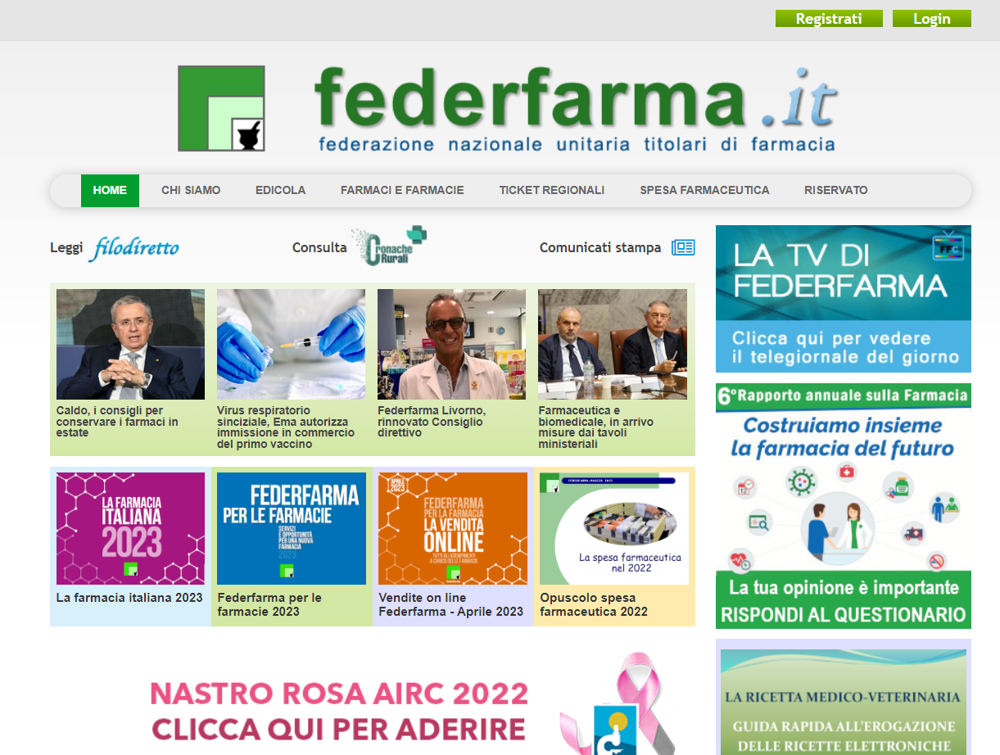 Registrati
Login
federfarma.it
federazione nazionale unitaria titolari di farmacia
HOME
CHI SIAMO
EDICOLA
FARMACI E FARMACIE
TICKET REGIONALI
SPESA FARMACEUTICA
RISERVATO
Leggi filodiretto
Consulta Cronache Rurali
Comunicati stampa
LA TV DI
FEDERFARMA
FFC
Clicca qui per vedere
il telegiornale del giorno
Caldo, i consigli per
conservare i farmaci in
estate
Virus respiratorio
sinciziale, Ema autorizza
immissione in commercio
del primo vaccino
Federfarma Livorno,
rinnovato Consiglio
direttivo
Farmaceutica e
biomedicale, in arrivo
misure dai tavoli
ministeriali
6° Rapporto annuale sulla Farmacia
Costruiamo insieme
la farmacia del futuro
12
La tua opinione è importante
RISPONDI AL QUESTIONARIO
LA FARMACIA
ITALIANA
2023
La farmacia italiana 2023
FEDERFARMA
PER LE FARMACIE
SERVIZI
E OPPORTUNITÀ
PER UNA NUOVA
FARMACIA
2023
Federfarma per le
farmacie 2023
APRILE
2023
FEDERFARMA
PER LA FARMACIA
LA VENDITA
ONLINE
TUTTI GLI ADEMPIMENTI
A CARICO DELLE FARMACIE
Vendite on line
Federfarma - Aprile 2023
FEDERFARMA-MAGGIO 2023
La spesa farmaceutica
nel 2022
Opuscolo spesa
farmaceutica 2022
NASTRO ROSA AIRC 2022
CLICCA QUI PER ADERIRE
LA RICETTA MEDICO-VETERINARIA
GUIDA RAPIDA ALL'EROGAZIONE
DELLE RICETTE ELETTRONICHE